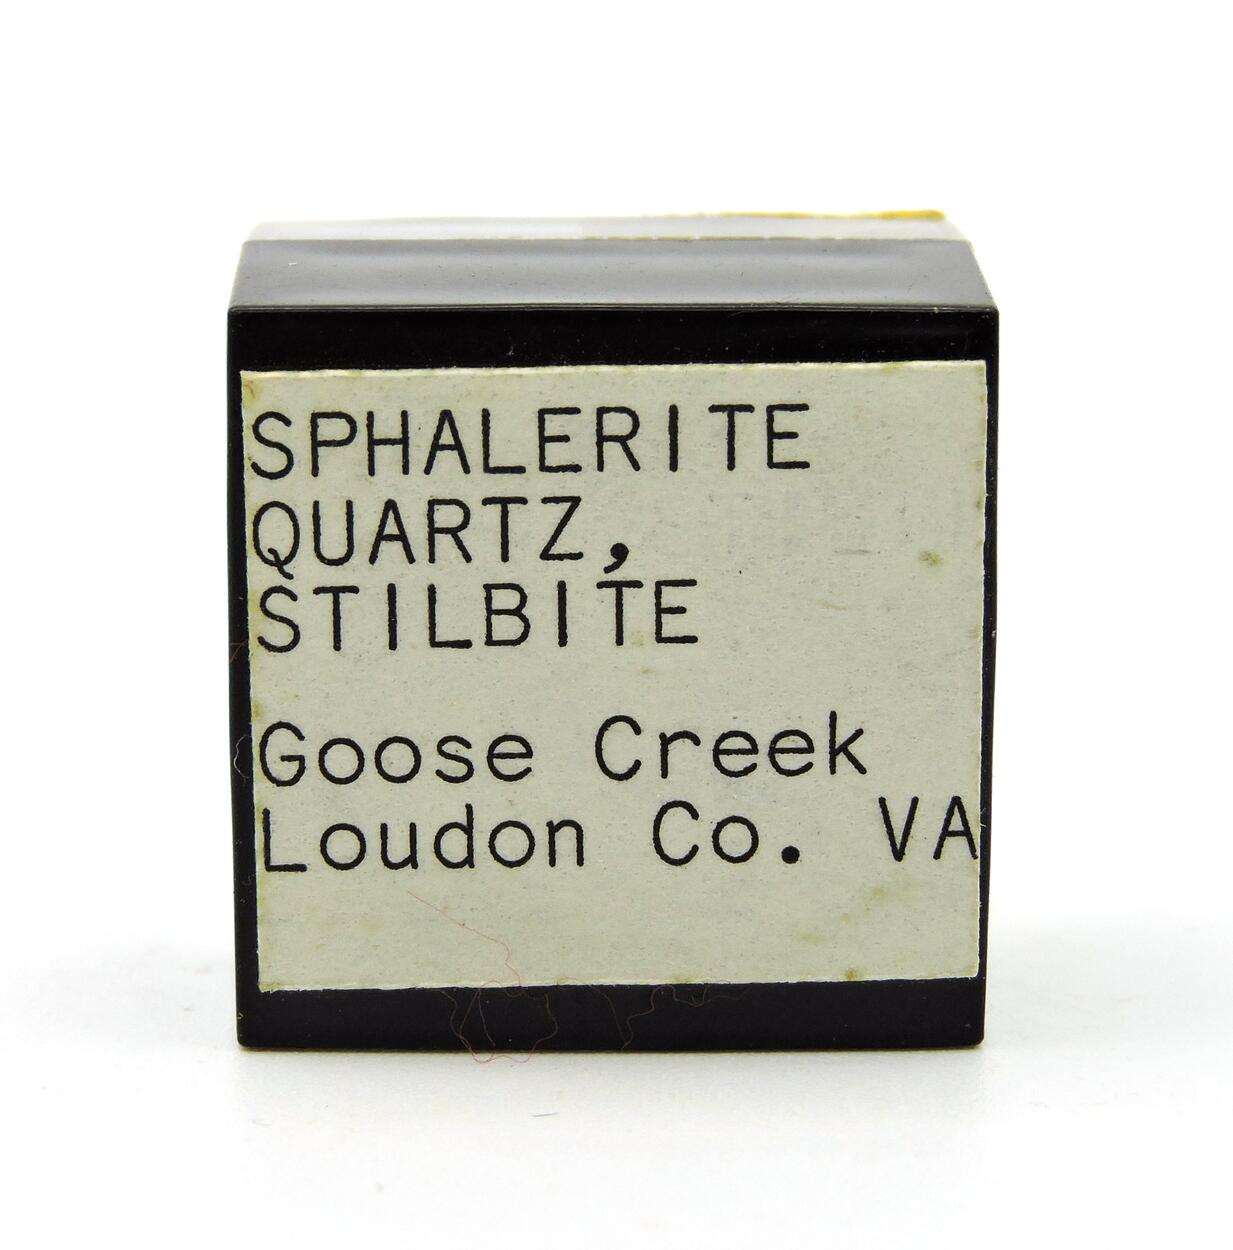 SPHALERITE
QUARTZ,
STILBITE
Goose Creek
Loudon Co. VA